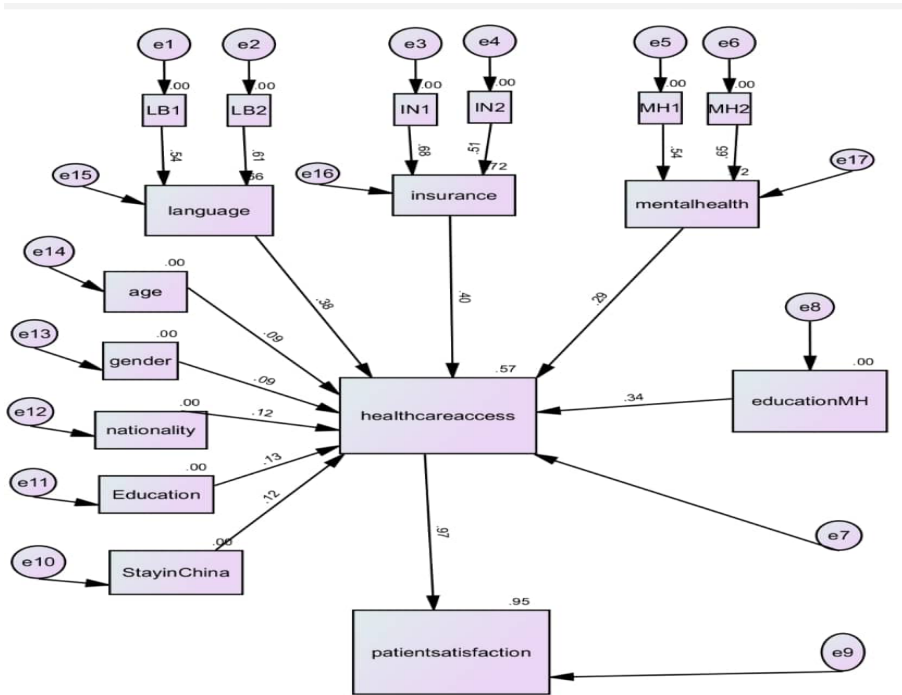 e1
e2
e3
e4
e5
e6
.00
.00
.00
.00
.00
.00
LB1
LB2
IN1
IN2
MH1
MH2
.54
.61
.68
.51
.54
.65
e15
e16
e17
.72
language
insurance
mentalhealth
e14
.00
age
.38
.40
.29
e13
.00
gender
.09
.09
e8
.00
e12
.00
nationality
.12
.57
healthcareaccess
.34
educationMH
e11
.00
Education
.13
.12
e10
.00
StayinChina
.97
e7
.95
patientsatisfaction
e9